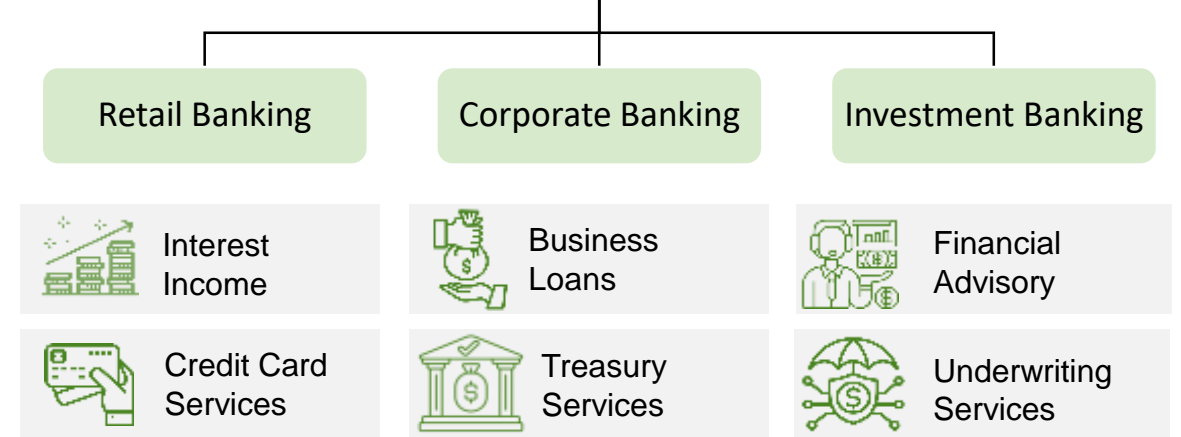 Retail Banking
Corporate Banking
Investment Banking
Interest
Income
Business
Loans
Financial
Advisory
Credit Card
Services
Treasury
Services
Underwriting
Services